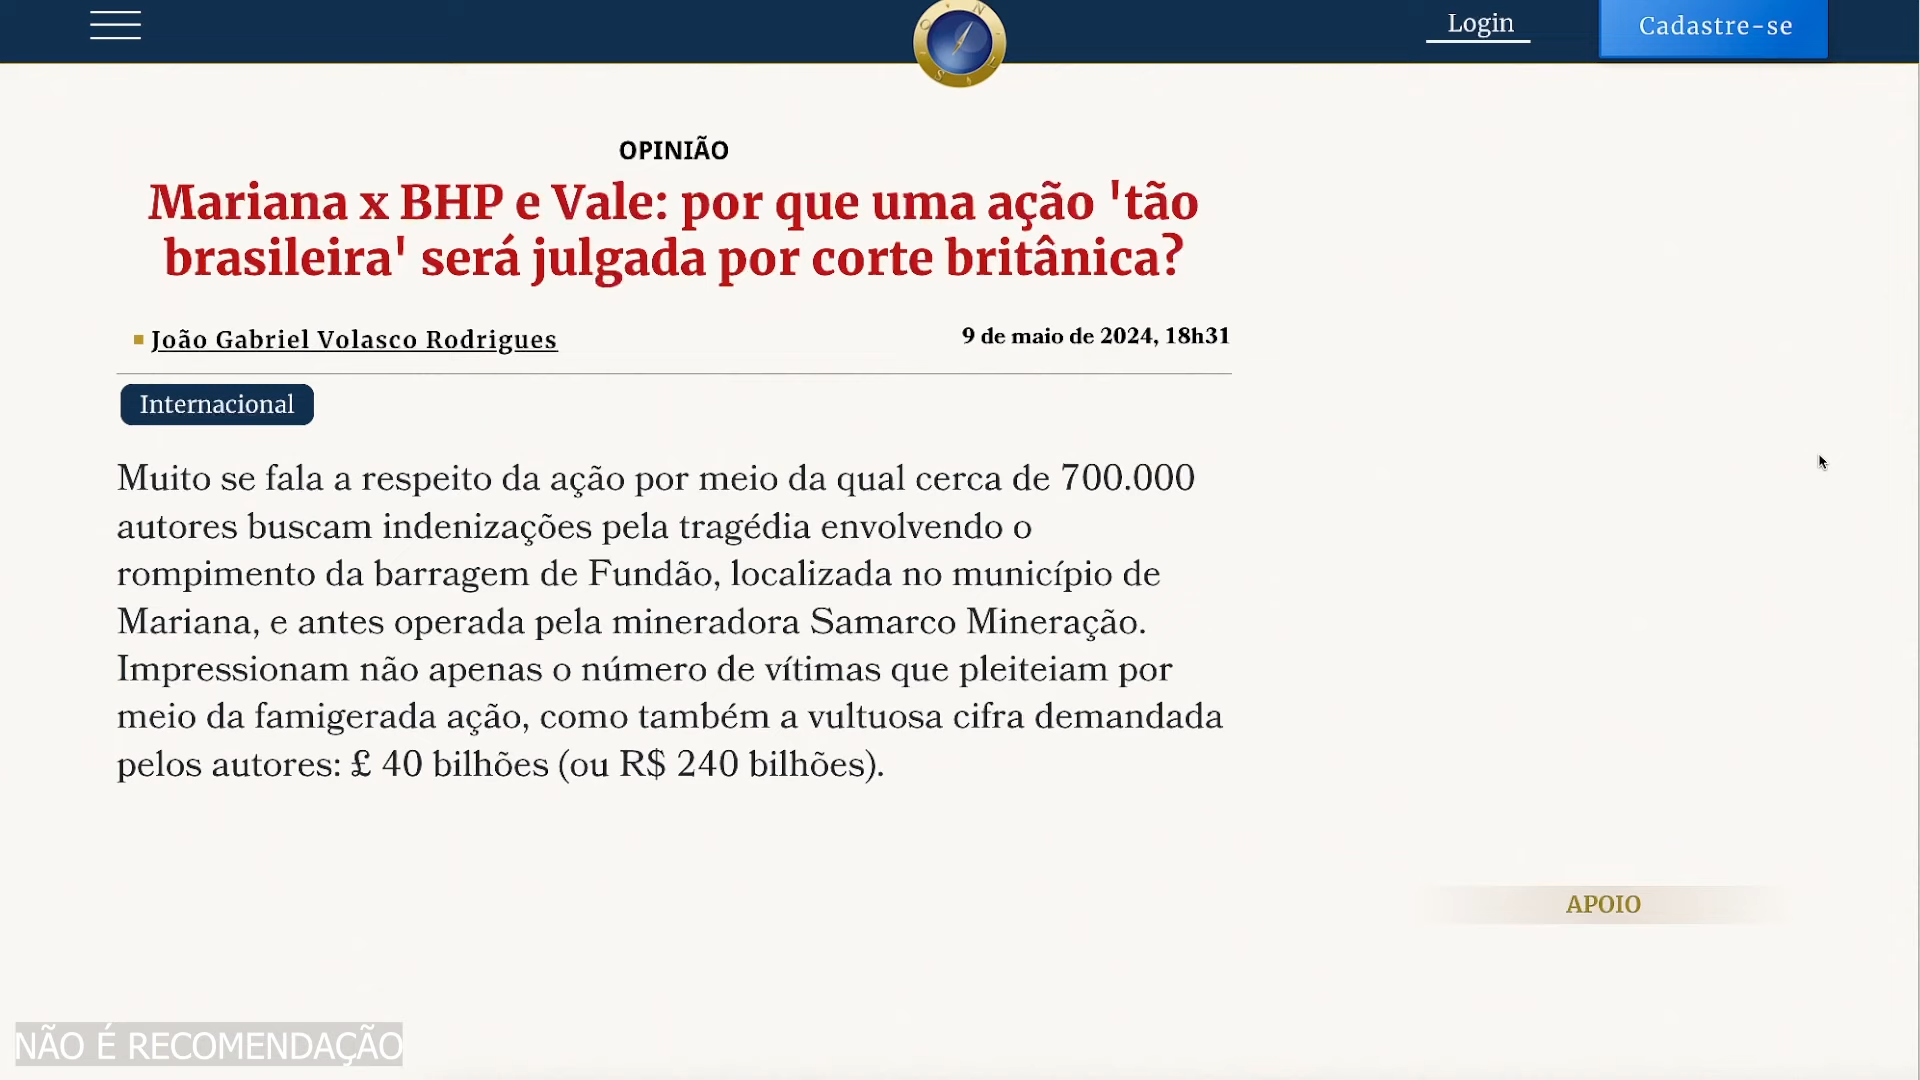 Login
Cadastre-se
OPINIÃO
Mariana x BHP e Vale: por que uma ação 'tão
brasileira' será julgada por corte britânica?
João Gabriel Volasco Rodrigues
9 de maio de 2024, 18h31
Internacional
Muito se fala a respeito da ação por meio da qual cerca de 700.000
autores buscam indenizações pela tragédia envolvendo o
rompimento da barragem de Fundão, localizada no município de
Mariana, e antes operada pela mineradora Samarco Mineração.
Impressionam não apenas o número de vítimas que pleiteiam por
meio da famigerada ação, como também a vultuosa cifra demandada
pelos autores: £ 40 bilhões (ou R$ 240 bilhões).
APOIO
NÃO É RECOMENDAÇÃO